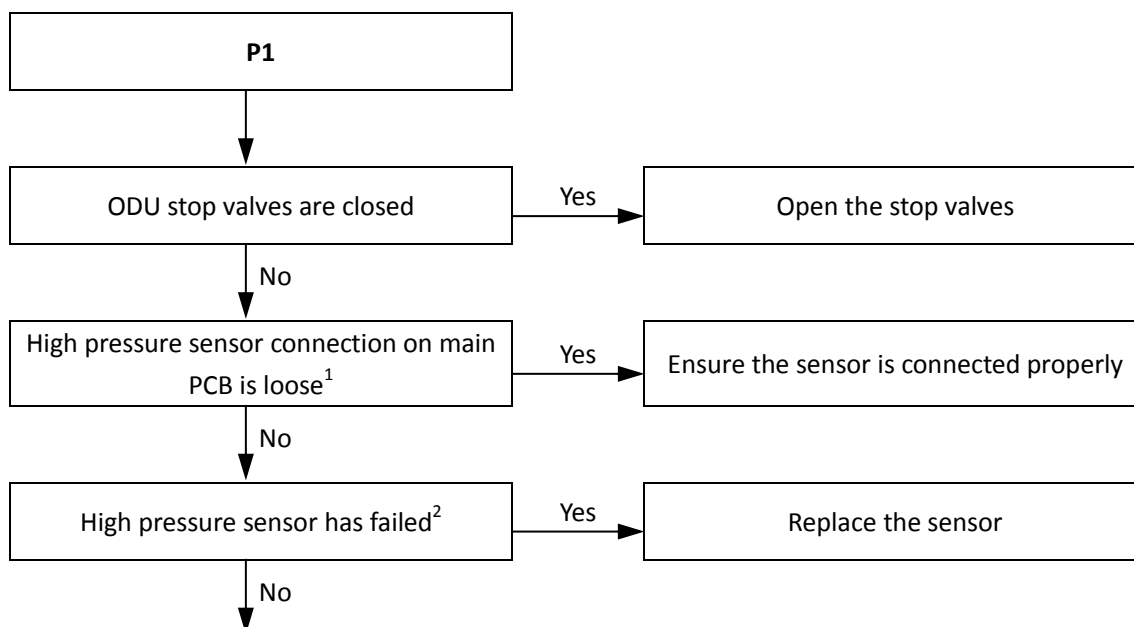 P1
ODU stop valves are closed
Yes
Open the stop valves
No
High pressure sensor connection on main
PCB is loose1
Yes
Ensure the sensor is connected properly
No
High pressure sensor has failed2
Yes
Replace the sensor
No